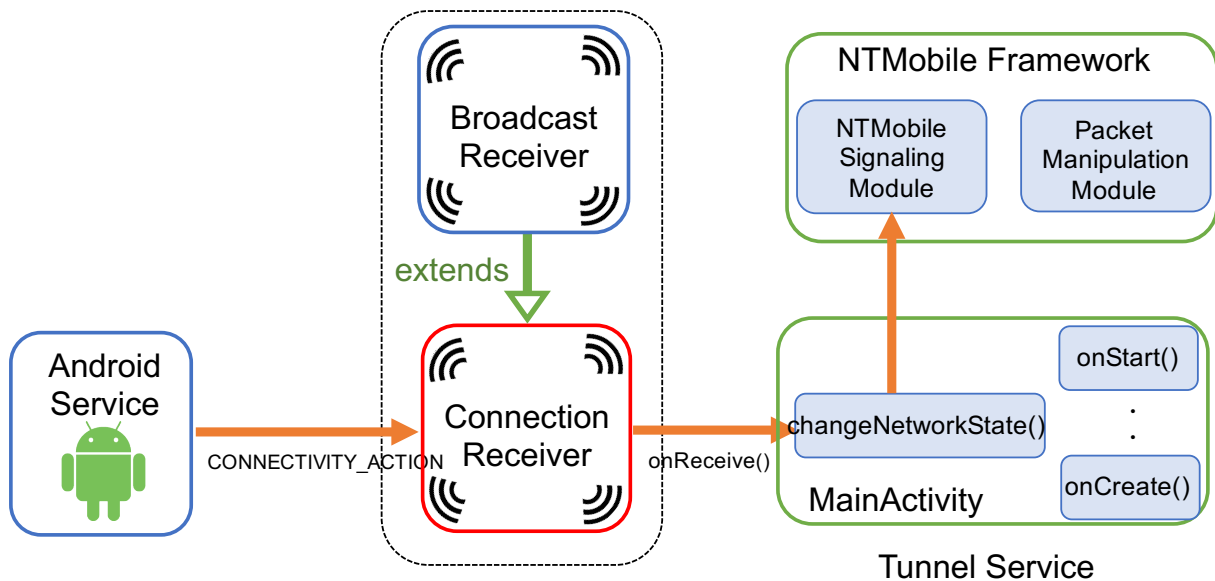 Broadcast
Receiver
extends
Android
Service
CONNECTIVITY_ACTION
Connection
Receiver
onReceive()
NTMobile Framework
NTMobile
Signaling
Module
Packet
Manipulation
Module
changeNetworkState()
onStart()
:
onCreate()
MainActivity
Tunnel Service